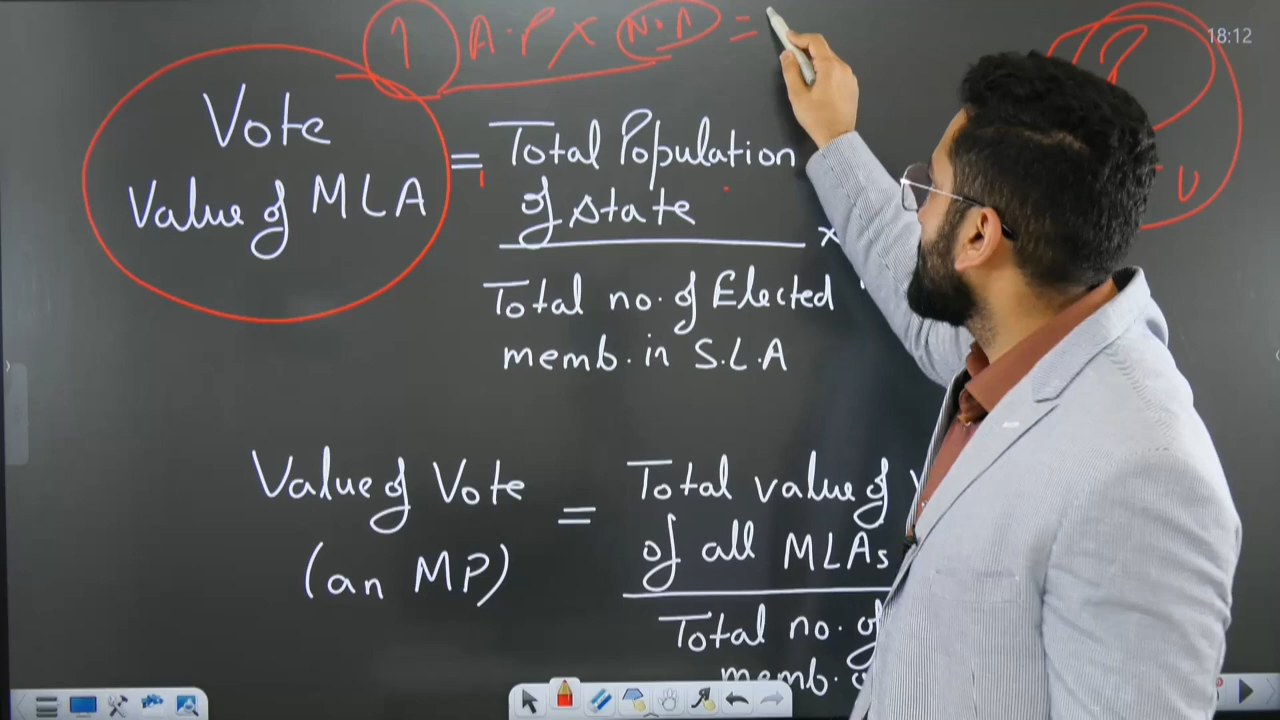 1 A.P X N.A =
18:12
Vote
Value of MLA
= Total Population
of state
×
Total no. of Elected
memb. in S.L.A
Value of Vote
(an MP)
= Total value of
of all MLAs
Total no. of
memb.